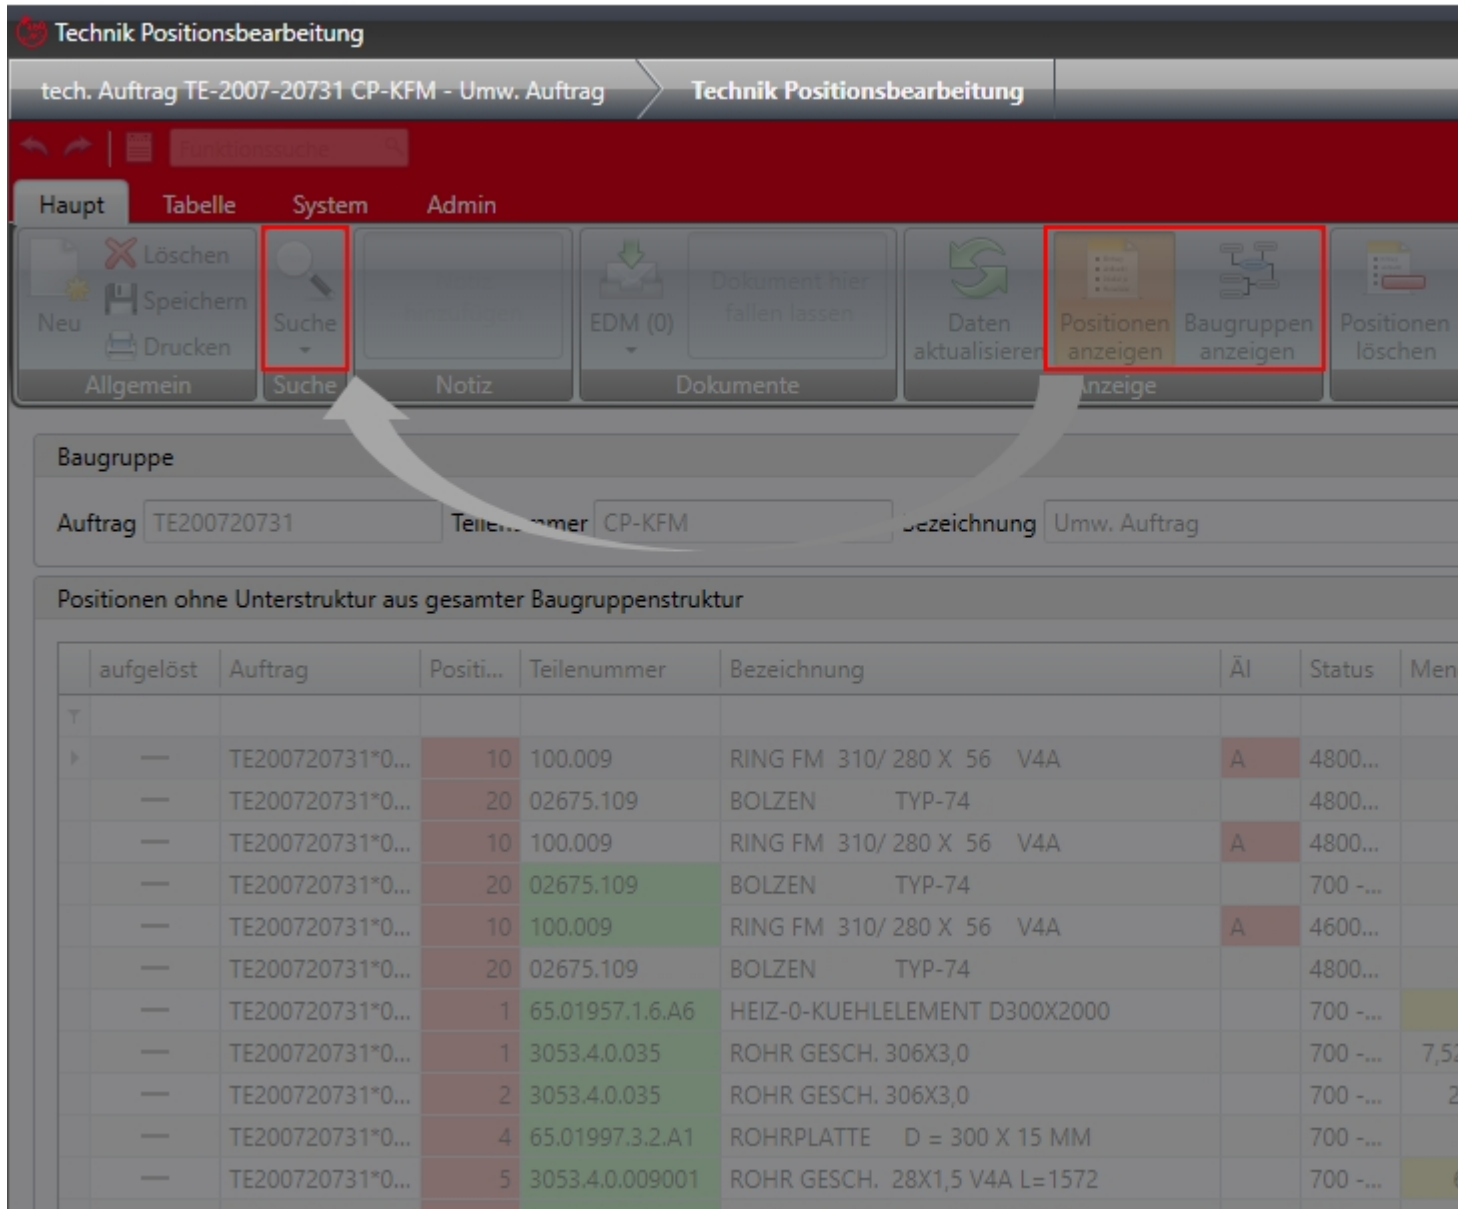 Technik Positionsbearbeitung
tech. Auftrag TE-2007-20731 CP-KFM - Umw. Auftrag Technik Positionsbearbeitung
Funktionssuche
Haupt Tabelle System Admin
Neu
Löschen
Speichern
Drucken
Allgemein
Suche
Suche
hinzufügen
Notiz
EDM (0)
Dokument hier
fallen lassen
Dokumente
Daten
aktualisieren
Positionen
anzeigen
Baugruppen
anzeigen
Anzeige
Positionen
löschen
Baugruppe
Auftrag TE200720731 CP-KFM Bezeichnung Umw. Auftrag
Positionen ohne Unterstruktur aus gesamter Baugruppenstruktur
aufgelöst Auftrag Positi... Teilenummer Bezeichnung Äl Status Men
TE200720731*0... 10 100.009 RING FM 310/ 280 X 56 V4A A 4800...
TE200720731*0... 20 02675.109 BOLZEN TYP-74 4800...
TE200720731*0... 10 100.009 RING FM 310/ 280 X 56 V4A A 4800...
TE200720731*0... 20 02675.109 BOLZEN TYP-74 700 -...
TE200720731*0... 10 100.009 RING FM 310/ 280 X 56 V4A A 4600...
TE200720731*0... 20 02675.109 BOLZEN TYP-74 4800...
TE200720731*0... 1 65.01957.1.6.A6 HEIZ-0-KUEHLELEMENT D300X2000 700 -...
TE200720731*0... 1 3053.4.0.035 ROHR GESCH. 306X3,0 700 -... 7,52
TE200720731*0... 2 3053.4.0.035 ROHR GESCH. 306X3,0 700 -... 2
TE200720731*0... 4 65.01997.3.2.A1 ROHRPLATTE D = 300 X 15 MM 700 -...
TE200720731*0... 5 3053.4.0.009001 ROHR GESCH. 28X1,5 V4A L=1572 700 -... 6